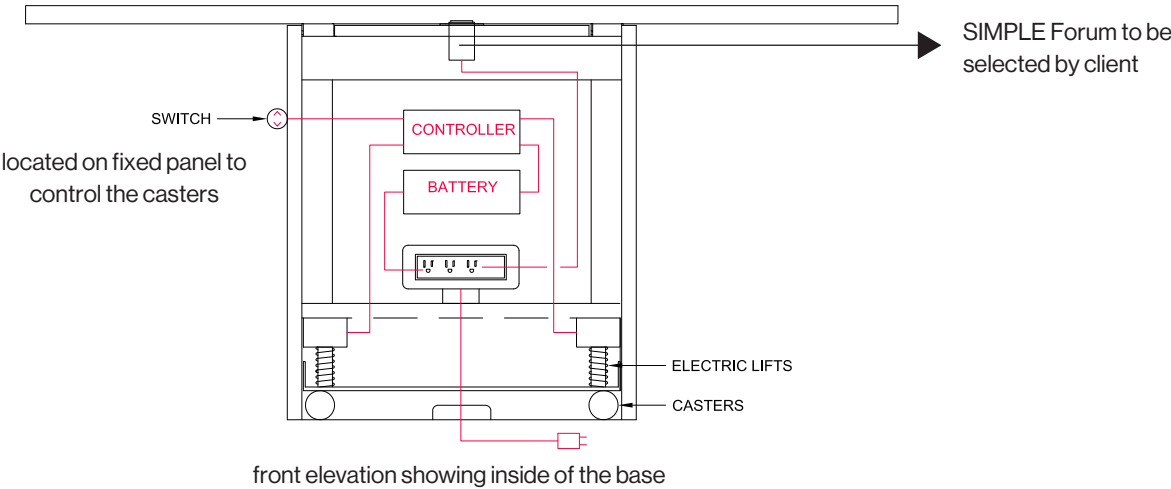 SIMPLE Forum to be
selected by client
SWITCH
located on fixed panel to
control the casters
CONTROLLER
BATTERY
ELECTRIC LIFTS
CASTERS
front elevation showing inside of the base